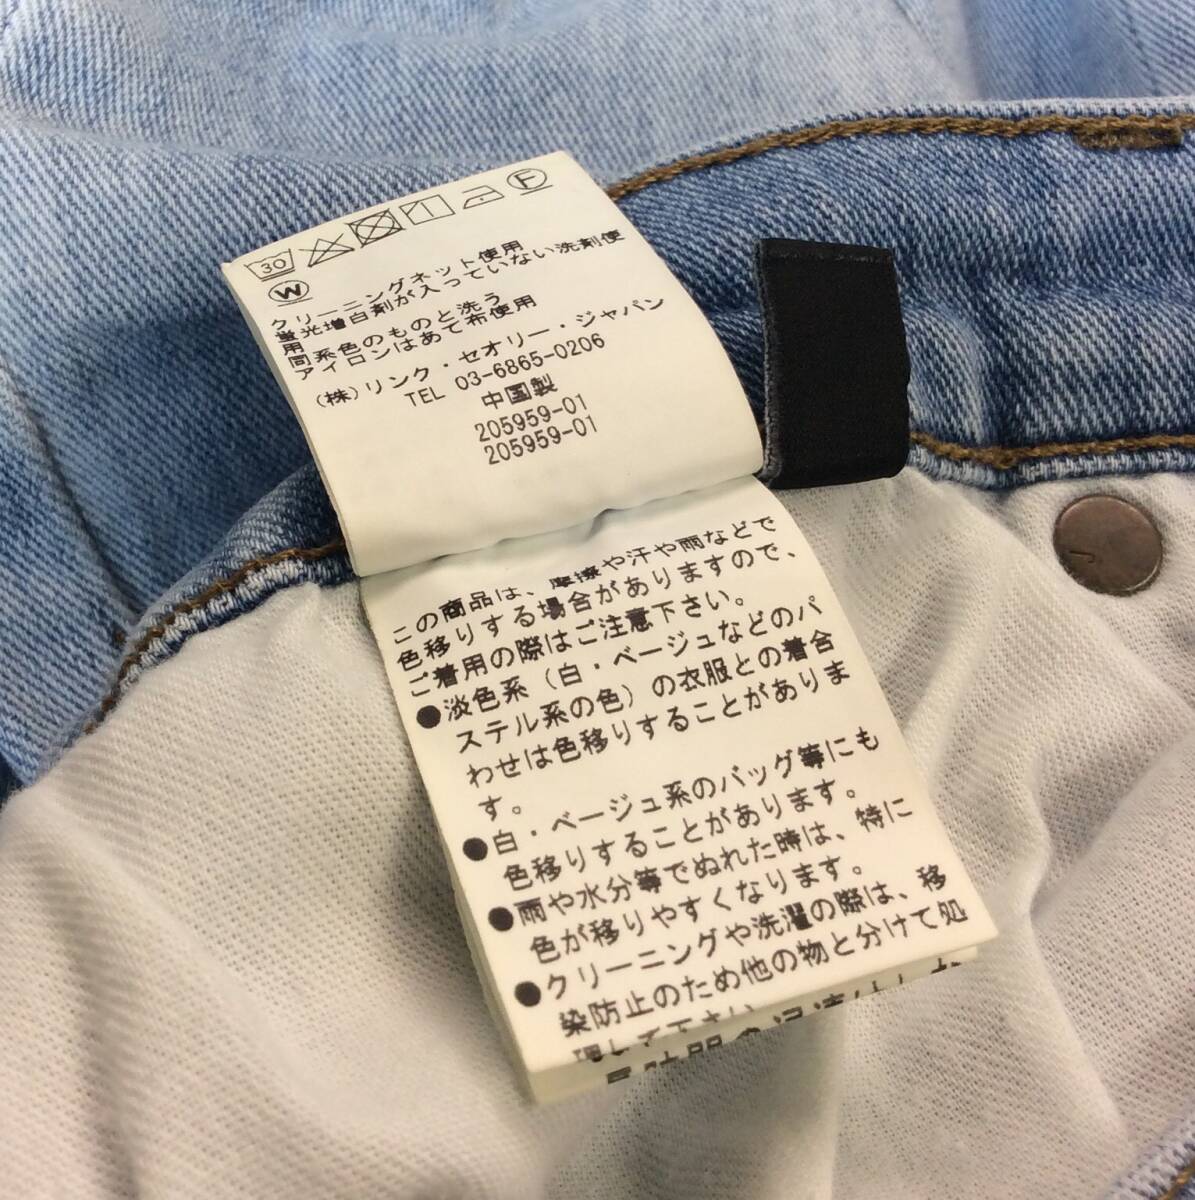 30
F
W
クリーニングネット使用
蛍光増白剤が入っていない洗剤使
用
同系色のものと洗う
アイロンはあて布使用
(株)リンク・セオリー・ジャパン
TEL 03-6865-0206
中国製
205959-01
205959-01
この商品は、摩擦や汗や雨などで
色移りする場合がありますので、
ご着用の際はご注意下さい。
●淡色系(白・ベージュなどのパ
ステル系の色)の衣服との着合
わせは色移りすることがありま
す。
●白・ベージュ系のバッグ等にも
色移りすることがあります。
●雨や水分等でぬれた時は、特に
色が移りやすくなります。
●クリーニングや洗濯の際は、移
染防止のため他の物と分けて処
理して下さい。